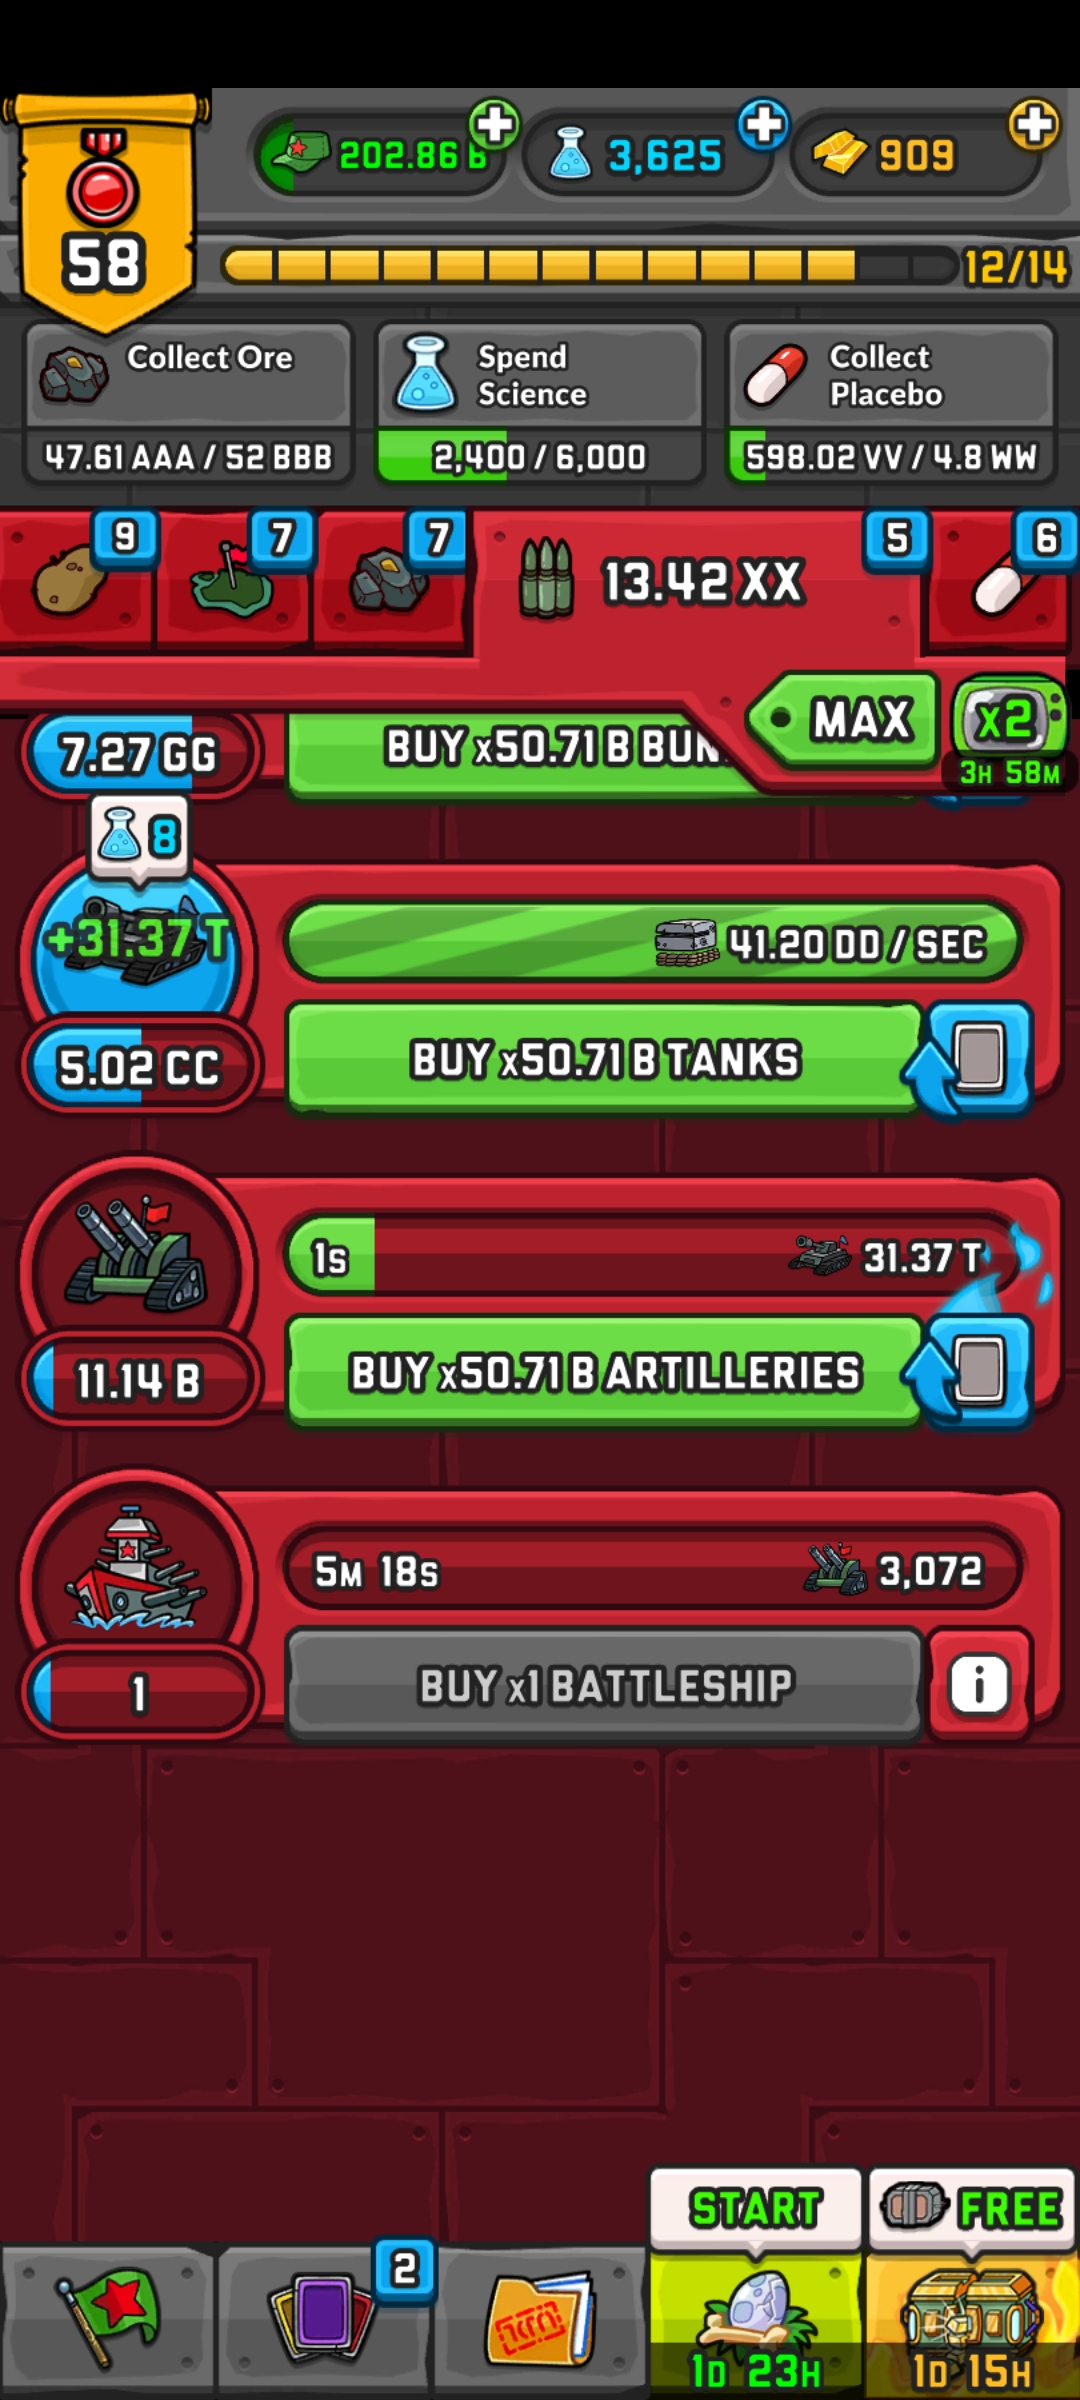 58
202.86 B
3,625
909
12/14
Collect Ore
47.61 AAA / 52 BBB
Spend
Science
2,400 / 6,000
Collect
Placebo
598.02 VV / 4.8 WW
9
7
7
13.42 XX
5
6
MAX
x2
3H 58M
7.27 GG
BUY x50.71 B BUN
8
+31.37 T
41.20 DD / SEC
5.02 CC
BUY x50.71 B TANKS
1S
31.37 T
11.14 B
BUY x50.71 B ARTILLERIES
5M 18S
3,072
1
BUY x1 BATTLESHIP
i
START
FREE
2
1D 23H
1D 15H